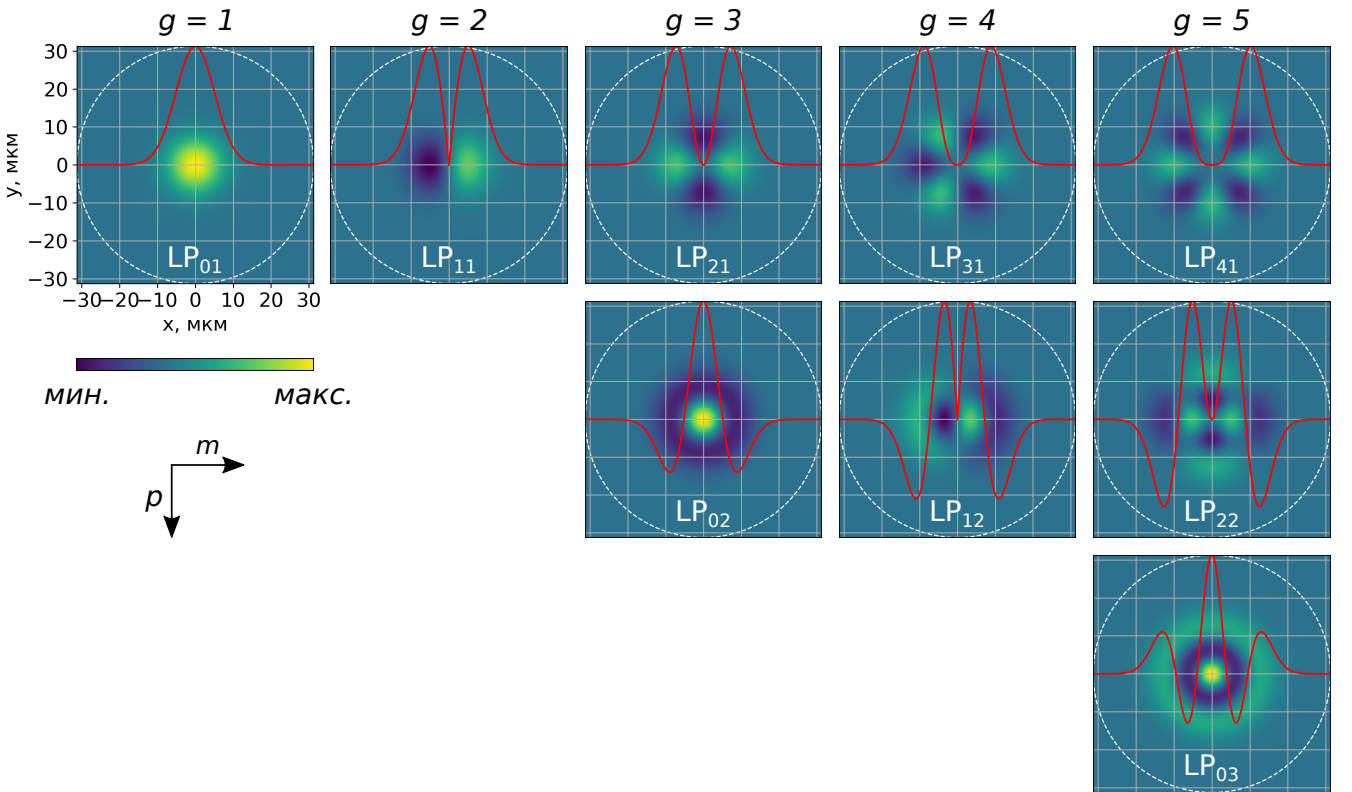 g = 1
g = 2
g = 3
g = 4
g = 5
30
20
10
0
−10
−20
−30
y, мкм
−30
−20
−10
0
10
20
30
x, мкм
LP01
LP11
LP21
LP31
LP41
мин.
макс.
m
p
LP02
LP12
LP22
LP03